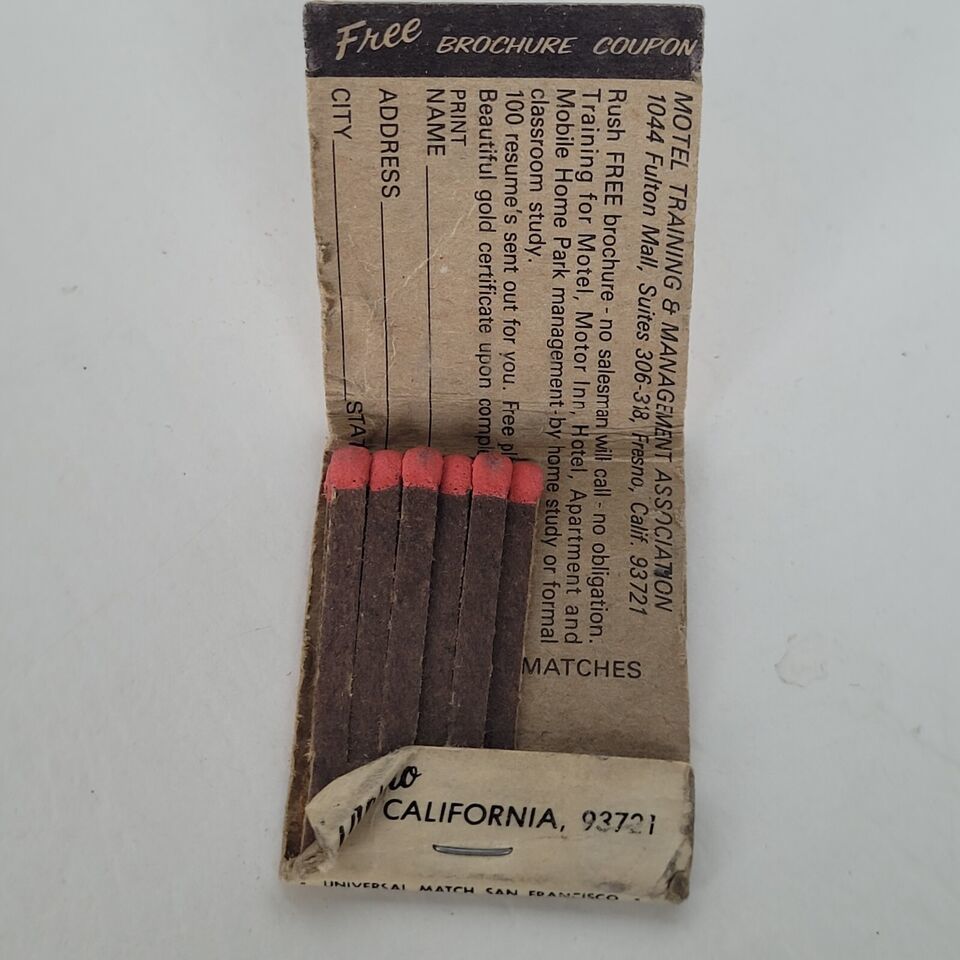 Free BROCHURE COUPON
MOTEL TRAINING & MANAGEMENT ASSOCIATION
1044 Fulton Mall, Suites 306-318, Fresno, Calif. 93721
Rush FREE brochure - no salesman will call - no obligation.
Training for Motel, Motor Inn, Hotel, Apartment and
Mobile Home Park management - by home study or formal
classroom study.
100 resume's sent out for you. Free
Beautiful gold certificate upon
PRINT
NAME
ADDRESS
CITY
MATCHES
CALIFORNIA, 93721
UNIVERSAL MATCH SAN FRANCISCO